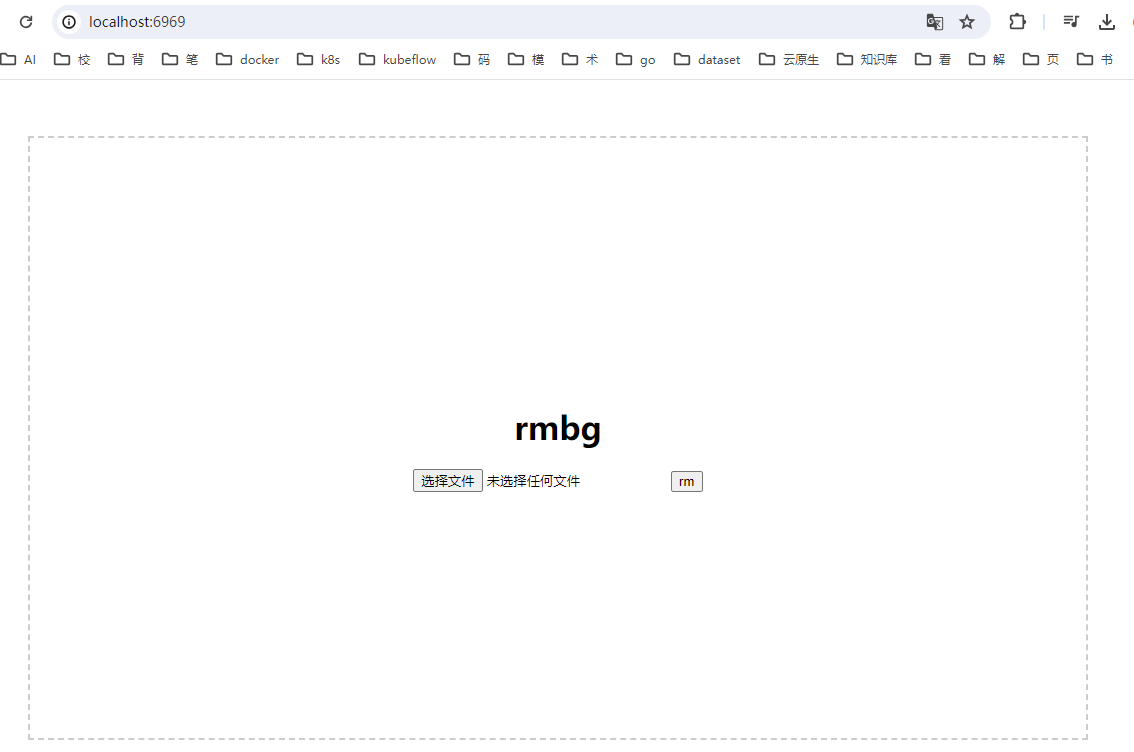 localhost:6969
AI 校 背 笔 docker k8s kubeflow 码 模 术 go dataset 云原生 知识库 看 解 页 书
rmbg
选择文件 未选择任何文件 rm